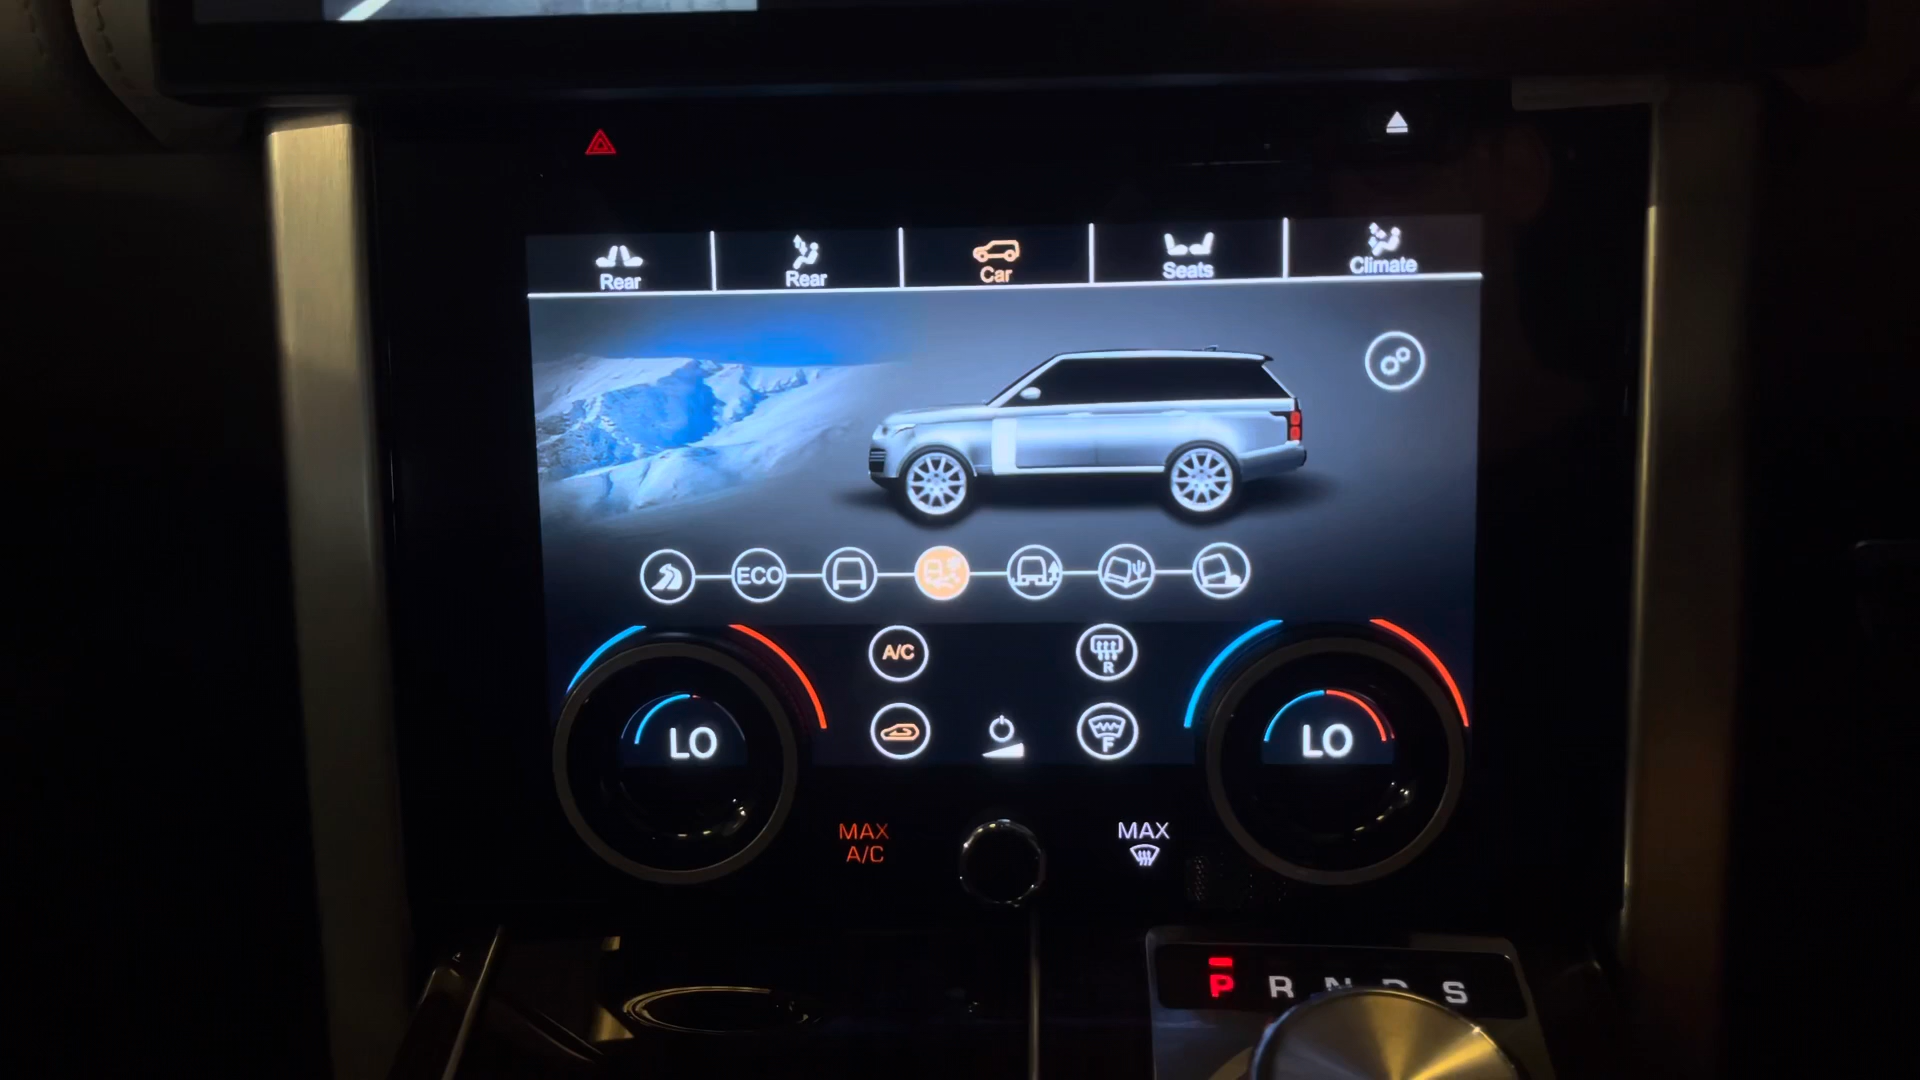 Rear
Rear
Car
Seats
Climate
ECO
A/C
R
LO
LO
F
MAX
A/C
MAX
P R N D S